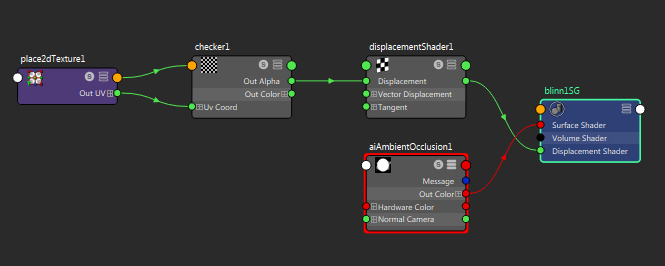 place2dTexture1
Out UV
checker1
Out Alpha
Out Color
Uv Coord
displacementShader1
Displacement
Vector Displacement
Tangent
aiAmbientOcclusion1
Message
Out Color
Hardware Color
Normal Camera
blinn1SG
Surface Shader
Volume Shader
Displacement Shader